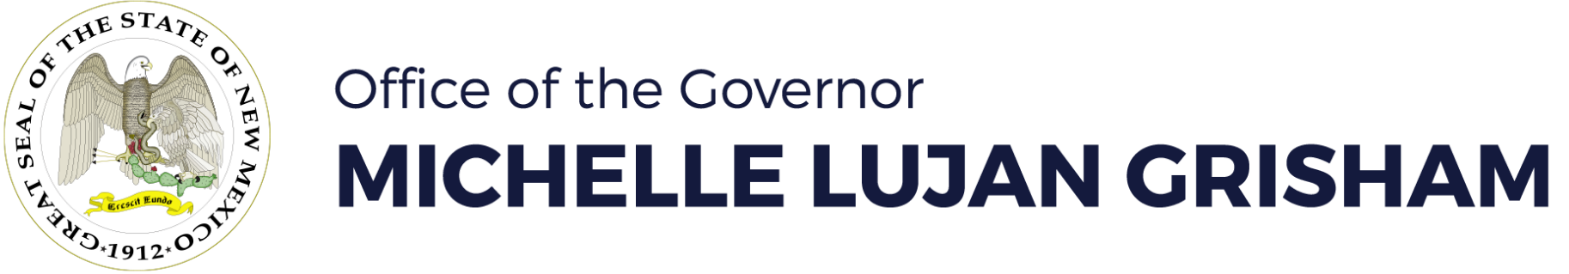 GREAT SEAL OF THE STATE OF NEW MEXICO
Crescit Eundo
·1912·
Office of the Governor
MICHELLE LUJAN GRISHAM